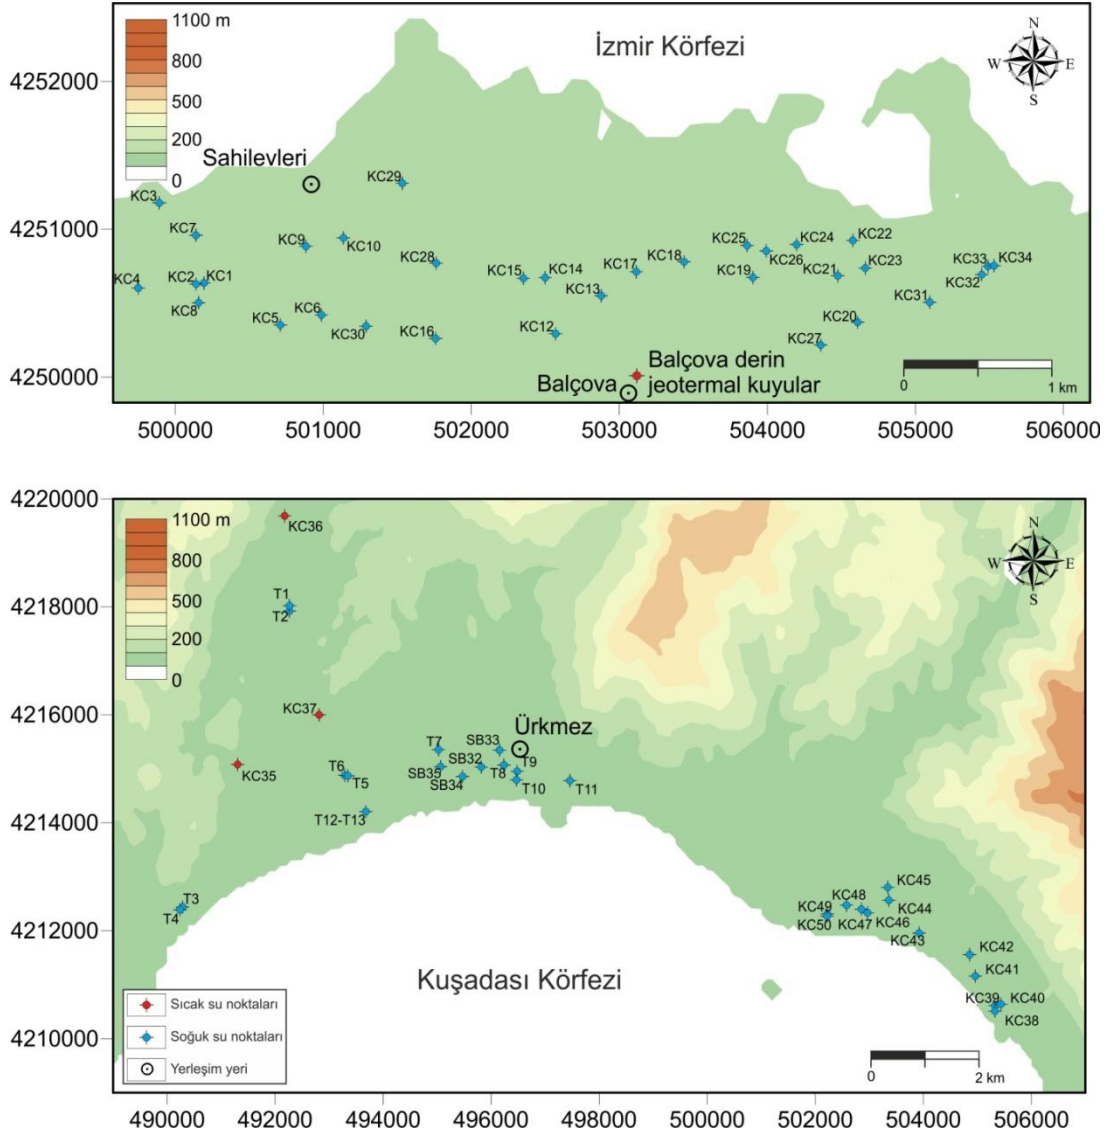 1100 m
800
500
200
0
İzmir Körfezi
N
W E
S
4252000
4251000
4250000
Sahilevleri
KC3
KC7
KC4
KC2
KC1
KC8
KC9
KC10
KC29
KC28
KC5
KC6
KC30
KC16
KC15
KC14
KC13
KC12
KC17
KC18
KC25
KC24
KC26
KC19
KC22
KC23
KC21
KC20
KC27
KC33
KC34
KC32
KC31
Balçova
Balçova derin
jeotermal kuyular
0 1 km
500000 501000 502000 503000 504000 505000 506000
4220000
4218000
4216000
4214000
4212000
4210000
1100 m
800
500
200
0
N
W E
S
KC36
T1
T2
KC37
KC35
T6
T5
T12-T13
T3
T4
T7
SB33
SB32
SB35
SB34
Ürkmez
T8
T9
T10
T11
KC45
KC48
KC44
KC49
KC50
KC47
KC46
KC43
KC42
KC41
KC39
KC40
KC38
Kuşadası Körfezi
Sıcak su noktaları
Soğuk su noktaları
Yerleşim yeri
0 2 km
490000 492000 494000 496000 498000 500000 502000 504000 506000